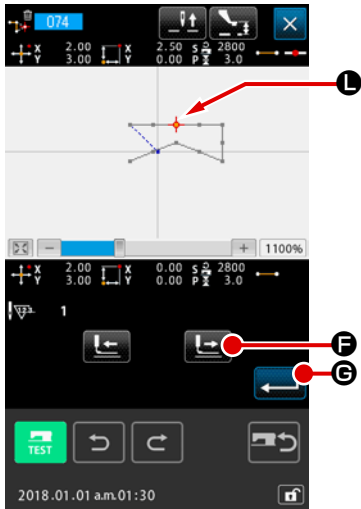 074
X 2.00 X 2.50 S 2800
Y 3.00 Y 0.00 P 3.0
L
1100%
X 2.00 X 0.00 S 2800
Y 3.00 Y 0.00 P 3.0
123 1
F
G
TEST
2018.01.01 a.m.01:30